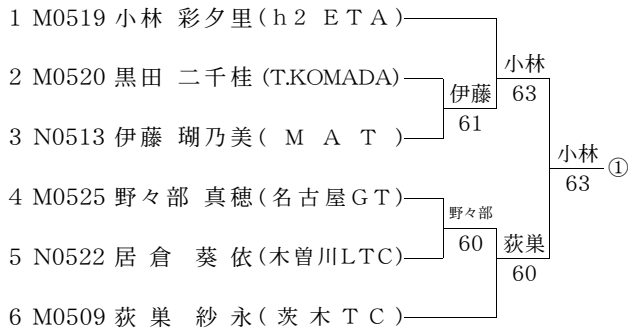 1 M0519 小林 彩夕里(h2 ETA)
小林
2 M0520 黒田 二千桂 (T.KOMADA)
伊藤
63
61
3 N0513 伊藤 瑚乃美( M A T )
小林
①
63
4 M0525 野々部 真穂(名古屋GT)
野々部
60
荻巣
5 N0522 居倉 葵依(木曽川LTC)
60
6 M0509 荻巣 紗永(茨木TC)